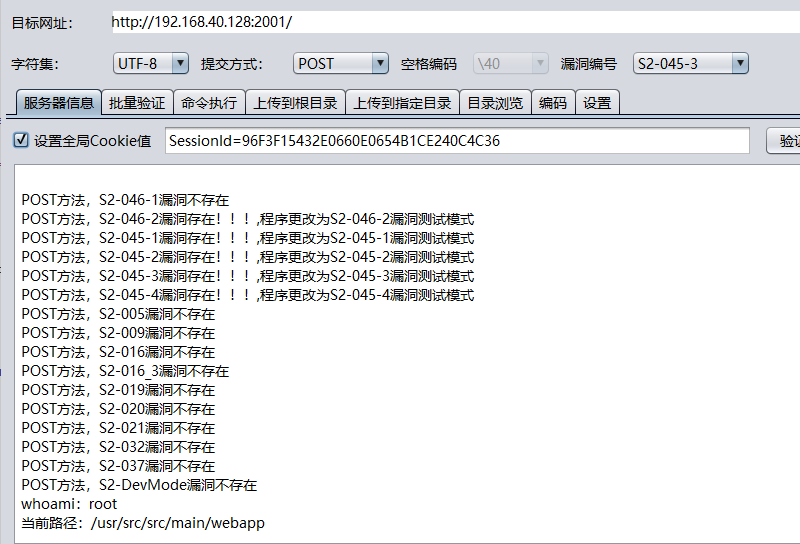 目标网址： http://192.168.40.128:2001/
字符集： UTF-8 提交方式： POST 空格编码 \40 漏洞编号 S2-045-3
服务器信息 批量验证 命令执行 上传到根目录 上传到指定目录 目录浏览 编码 设置
设置全局Cookie值 SessionId=96F3F15432E0660E0654B1CE240C4C36 验证
POST方法，S2-046-1漏洞不存在
POST方法，S2-046-2漏洞存在！！！,程序更改为S2-046-2漏洞测试模式
POST方法，S2-045-1漏洞存在！！！,程序更改为S2-045-1漏洞测试模式
POST方法，S2-045-2漏洞存在！！！,程序更改为S2-045-2漏洞测试模式
POST方法，S2-045-3漏洞存在！！！,程序更改为S2-045-3漏洞测试模式
POST方法，S2-045-4漏洞存在！！！,程序更改为S2-045-4漏洞测试模式
POST方法，S2-005漏洞不存在
POST方法，S2-009漏洞不存在
POST方法，S2-016漏洞不存在
POST方法，S2-016_3漏洞不存在
POST方法，S2-019漏洞不存在
POST方法，S2-020漏洞不存在
POST方法，S2-021漏洞不存在
POST方法，S2-032漏洞不存在
POST方法，S2-037漏洞不存在
POST方法，S2-DevMode漏洞不存在
whoami：root
当前路径：/usr/src/src/main/webapp